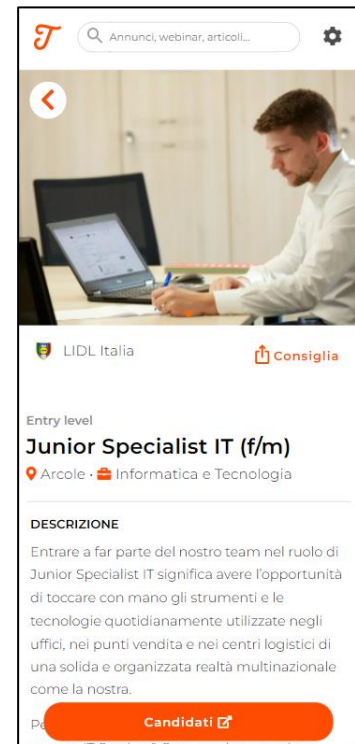 T
Annunci, webinar, articoli...
LIDL Italia
Consiglia
Entry level
Junior Specialist IT (f/m)
Arcole · Informatica e Tecnologia
DESCRIZIONE
Entrare a far parte del nostro team nel ruolo di
Junior Specialist IT significa avere l'opportunità
di toccare con mano gli strumenti e le
tecnologie quotidianamente utilizzate negli
uffici, nei punti vendita e nei centri logistici di
una solida e organizzata realtà multinazionale
come la nostra.
Candidati